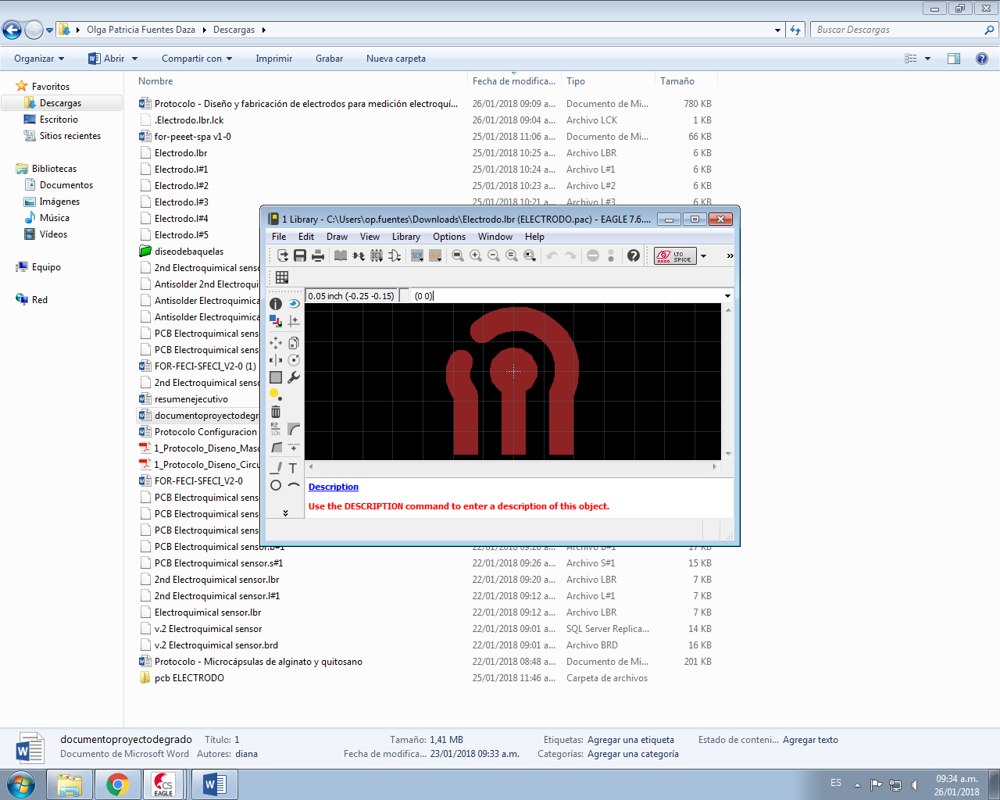 Olga Patricia Fuentes Daza
Descargas
Buscar Descargas
Organizar
Abrir
Compartir con
Imprimir
Grabar
Nueva carpeta
Favoritos
Descargas
Escritorio
Sitios recientes
Bibliotecas
Documentos
Imágenes
Música
Vídeos
Equipo
Red
Nombre Fecha de modifica... Tipo Tamaño
Protocolo - Diseño y fabricación de electrodos para medición electroquí... 26/01/2018 09:09 a... Documento de Mi... 780 KB
.Electrodo.lbr.lck 26/01/2018 09:04 a... Archivo LCK 1 KB
for-peeet-spa v1-0 25/01/2018 11:06 a... Documento de Mi... 66 KB
Electrodo.lbr 25/01/2018 10:25 a... Archivo LBR 6 KB
Electrodo.l#1 25/01/2018 10:24 a... Archivo L#1 6 KB
Electrodo.l#2 25/01/2018 10:23 a... Archivo L#2 6 KB
Electrodo.l#3 25/01/2018 10:21 a... Archivo L#3 6 KB
Electrodo.l#4
Electrodo.l#5
diseodebaquelas
2nd Electroquimical senso
Antisolder 2nd Electroqui
Antisolder Electroquimica
Antisolder Electroquimica
PCB Electroquimical sens
PCB Electroquimical sens
FOR-FECI-SFECI_V2-0 (1)
2nd Electroquimical senso
resumenejecutivo
documentoproyectodegr
Protocolo Configuracion
1_Protocolo_Diseno_Masc
1_Protocolo_Diseno_Circu
FOR-FECI-SFECI_V2-0
PCB Electroquimical sens
PCB Electroquimical sens
PCB Electroquimical sens
PCB Electroquimical sensor.b#1 22/01/2018 09:26 a... Archivo B#1 17 KB
PCB Electroquimical sensor.s#1 22/01/2018 09:26 a... Archivo S#1 15 KB
2nd Electroquimical sensor.lbr 22/01/2018 09:20 a... Archivo LBR 7 KB
2nd Electroquimical sensor.l#1 22/01/2018 09:12 a... Archivo L#1 7 KB
Electroquimical sensor.lbr 22/01/2018 09:12 a... Archivo LBR 7 KB
v.2 Electroquimical sensor 22/01/2018 09:01 a... SQL Server Replica... 14 KB
v.2 Electroquimical sensor.brd 22/01/2018 09:01 a... Archivo BRD 16 KB
Protocolo - Microcápsulas de alginato y quitosano 22/01/2018 08:48 a... Documento de Mi... 201 KB
pcb ELECTRODO 25/01/2018 11:46 a... Carpeta de archivos
1 Library - C:\Users\op.fuentes\Downloads\Electrodo.lbr (ELECTRODO.pac) - EAGLE 7.6....
File Edit Draw View Library Options Window Help
SCR
LTC
SPICE
0.05 inch (-0.25 -0.15) (0 0)
R2
10k
T
Description
Use the DESCRIPTION command to enter a description of this object.
documentoproyectodegrado Título: 1 Tamaño: 1,41 MB Etiquetas: Agregar una etiqueta Estado de conteni... Agregar texto
Documento de Microsoft Word Autores: diana Fecha de modifica... 23/01/2018 09:33 a.m. Categorías: Agregar una categoría
CS
EAGLE
ES
09:34 a.m.
26/01/2018